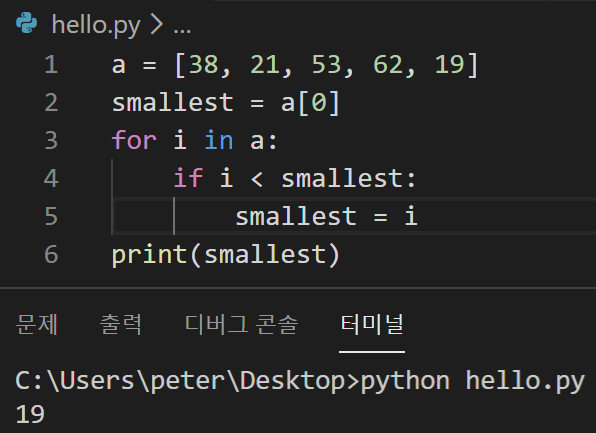 hello.py > ...
1 a = [38, 21, 53, 62, 19]
2 smallest = a[0]
3 for i in a:
4     if i < smallest:
5         smallest = i
6 print(smallest)
문제 출력 디버그 콘솔 터미널
C:\Users\peter\Desktop>python hello.py
19